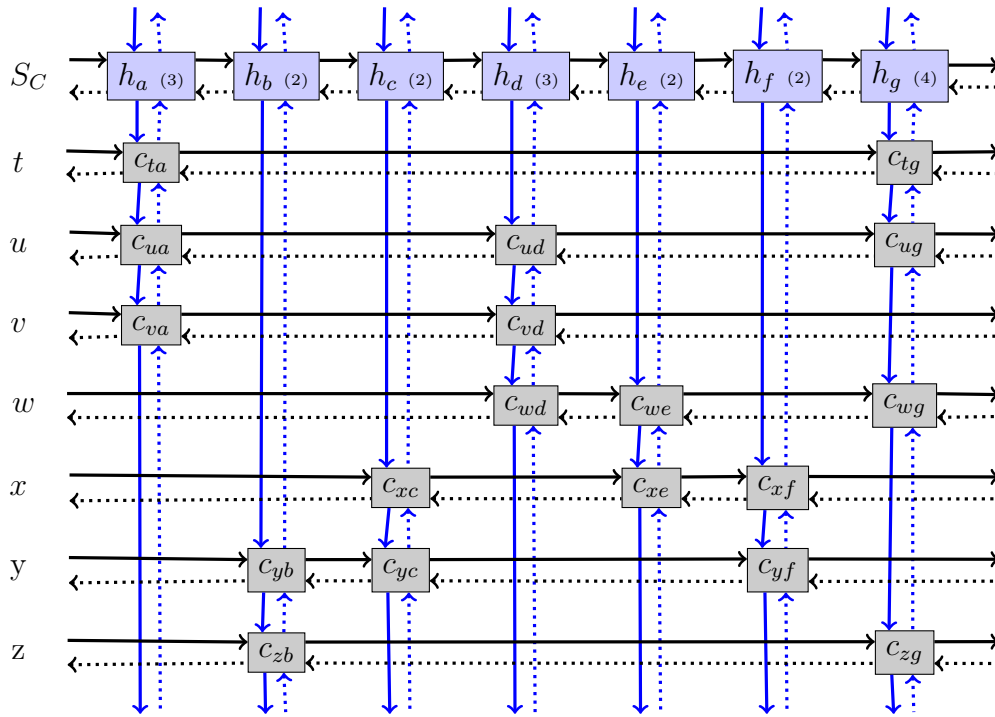 S_C h_a (3) h_b (2) h_c (2) h_d (3) h_e (2) h_f (2) h_g (4)
t c_ta c_tg
u c_ua c_ud c_ug
v c_va c_vd
w c_wd c_we c_wg
x c_xc c_xe c_xf
y c_yb c_yc c_yf
z c_zb c_zg